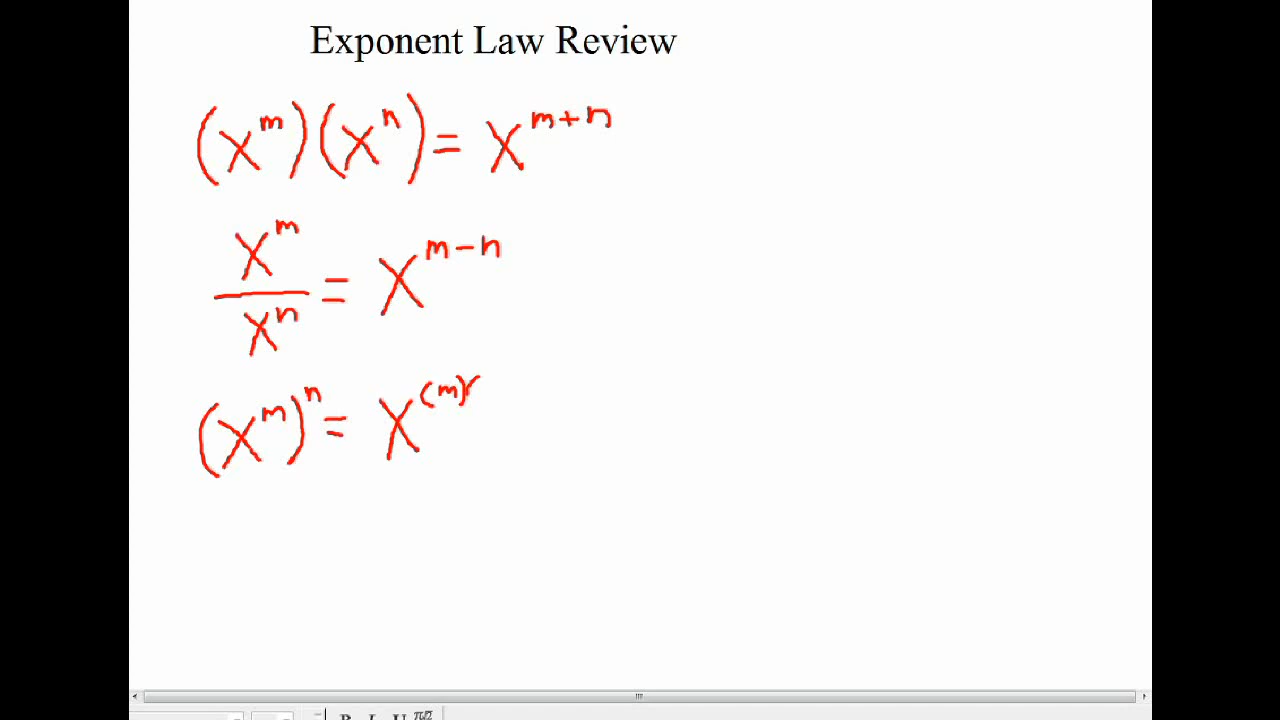 Exponent Law Review
(x^m)(x^n) = x^{m+n}
x^m / x^n = x^{m-n}
(x^m)^n = x^{(m)(